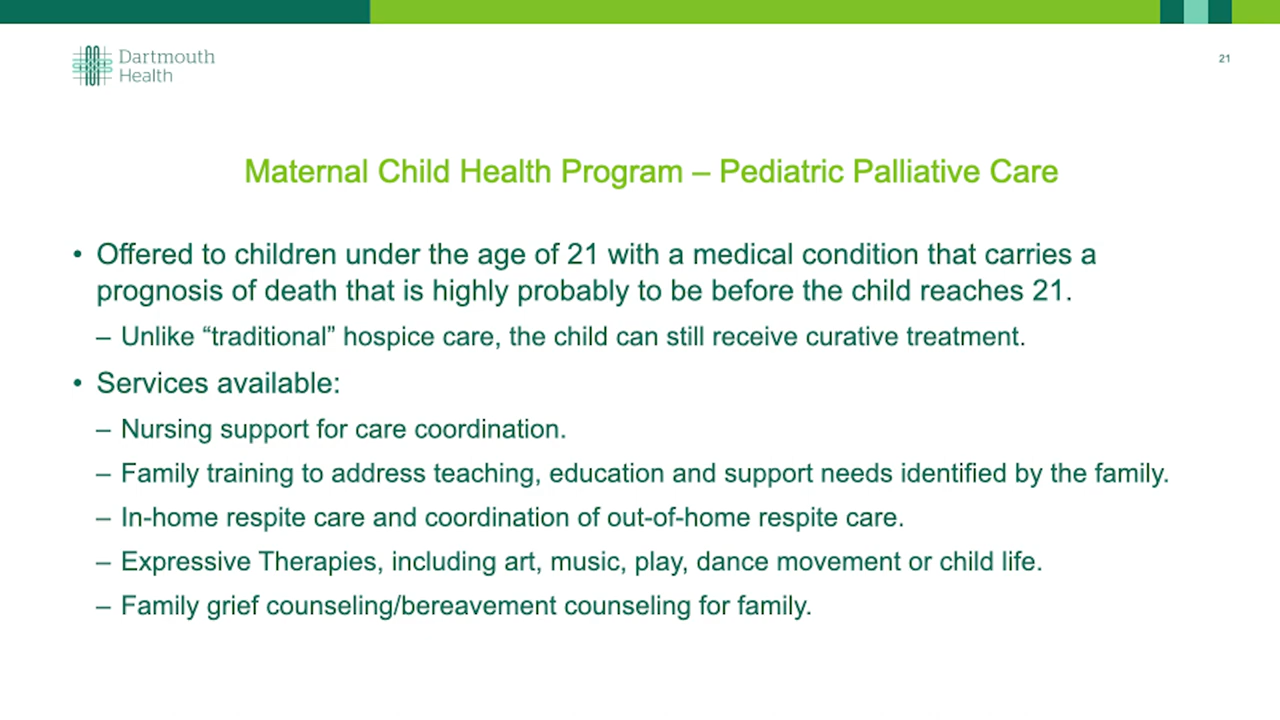 Dartmouth
Health
21
Maternal Child Health Program – Pediatric Palliative Care
• Offered to children under the age of 21 with a medical condition that carries a
prognosis of death that is highly probably to be before the child reaches 21.
– Unlike “traditional” hospice care, the child can still receive curative treatment.
• Services available:
– Nursing support for care coordination.
– Family training to address teaching, education and support needs identified by the family.
– In-home respite care and coordination of out-of-home respite care.
– Expressive Therapies, including art, music, play, dance movement or child life.
– Family grief counseling/bereavement counseling for family.